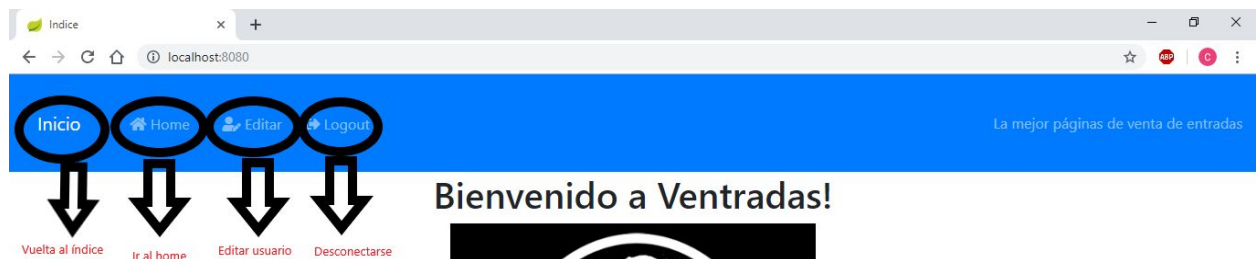 Indice
localhost:8080
ABP
C
Inicio Home Editar Logout La mejor páginas de venta de entradas
Bienvenido a Ventradas!
Vuelta al índice Ir al home Editar usuario Desconectarse